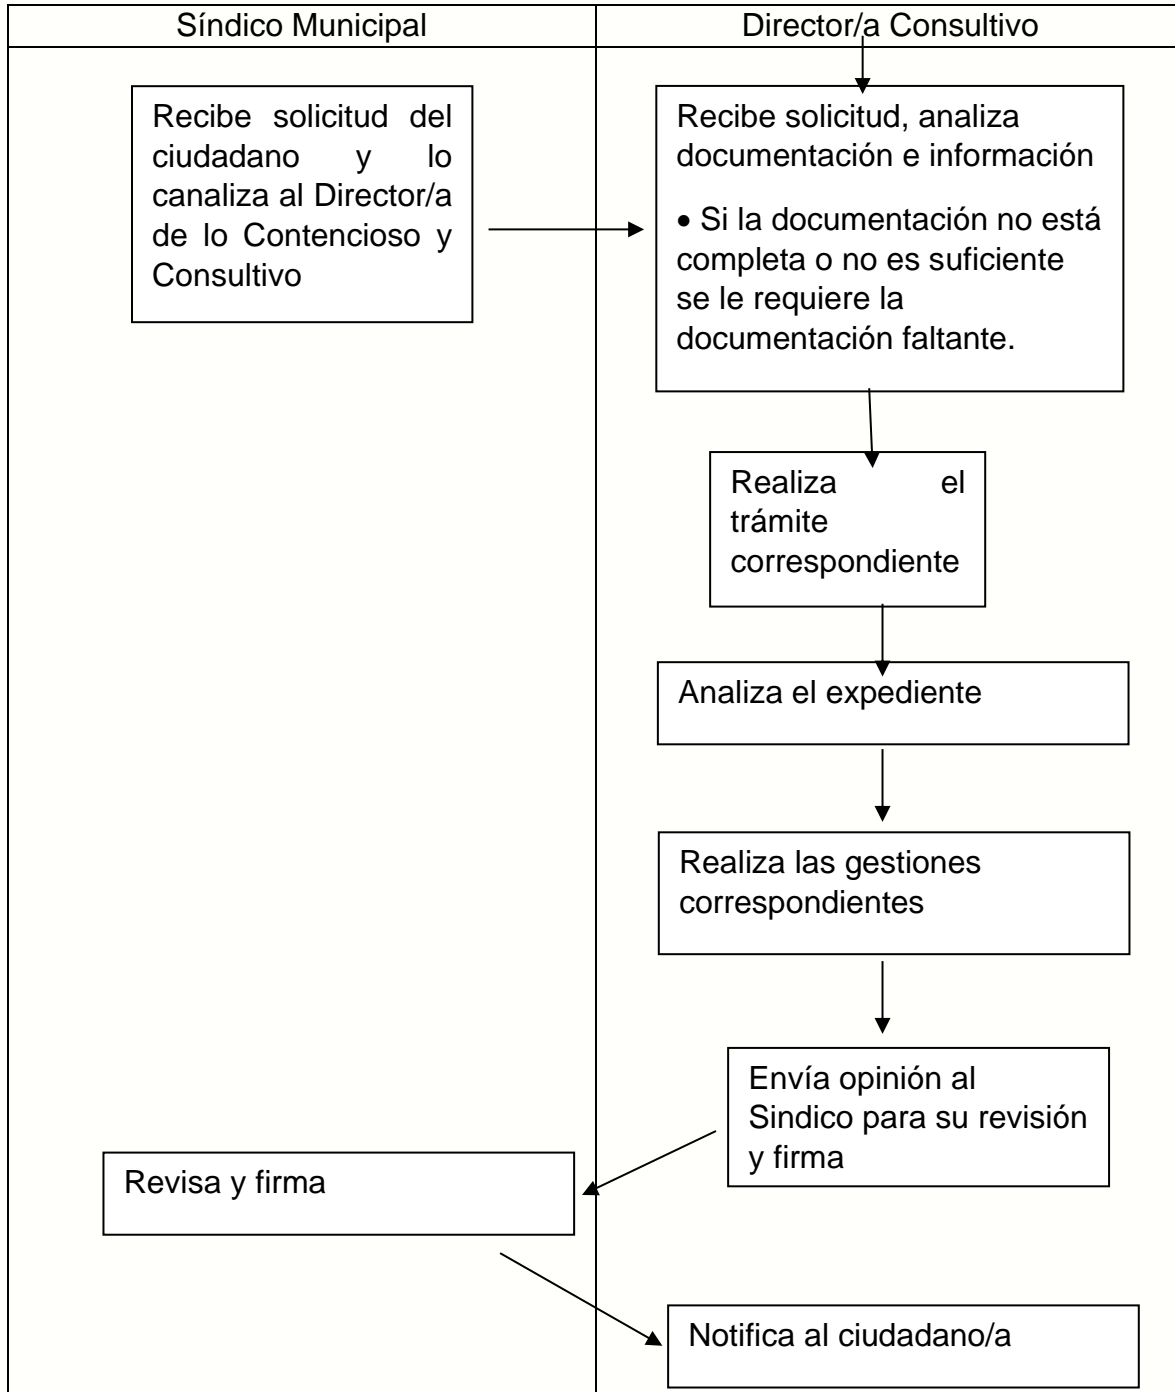 Síndico Municipal
Director/a Consultivo
Recibe solicitud del
ciudadano y lo
canaliza al Director/a
de lo Contencioso y
Consultivo
Recibe solicitud, analiza
documentación e información
• Si la documentación no está
completa o no es suficiente
se le requiere la
documentación faltante.
Realiza el
trámite
correspondiente
Analiza el expediente
Realiza las gestiones
correspondientes
Envía opinión al
Sindico para su revisión
y firma
Revisa y firma
Notifica al ciudadano/a